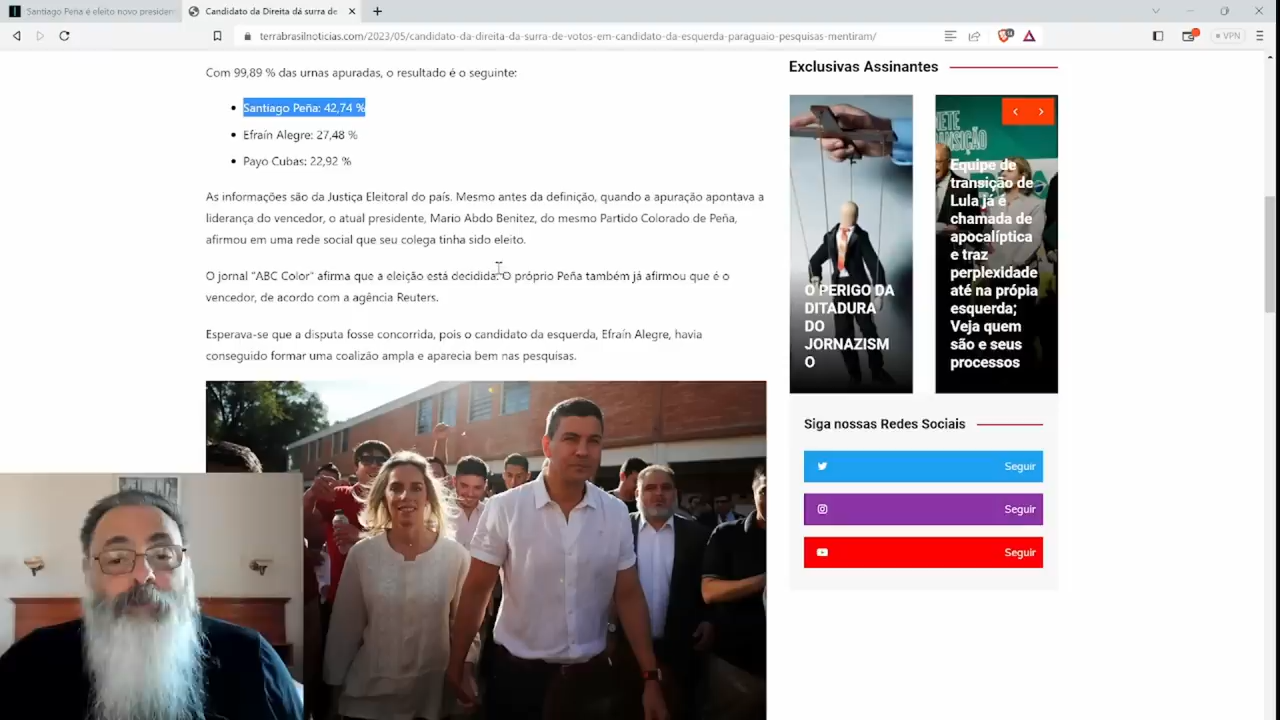 Santiago Peña é eleito novo presiden
Candidato da Direita dá surra de
terrabrasilnoticias.com/2023/05/candidato-da-direita-da-surra-de-votos-em-candidato-da-esquerda-paraguaio-pesquisas-mentiram/
VPN
Com 99,89 % das urnas apuradas, o resultado é o seguinte:
Santiago Peña: 42,74 %
Efraín Alegre: 27,48 %
Payo Cubas: 22,92 %
As informações são da Justiça Eleitoral do país. Mesmo antes da definição, quando a apuração apontava a
liderança do vencedor, o atual presidente, Mario Abdo Benitez, do mesmo Partido Colorado de Peña,
afirmou em uma rede social que seu colega tinha sido eleito.
O jornal "ABC Color" afirma que a eleição está decidida. O próprio Peña também já afirmou que é o
vencedor, de acordo com a agência Reuters.
Esperava-se que a disputa fosse concorrida, pois o candidato da esquerda, Efraín Alegre, havia
conseguido formar uma coalizão ampla e aparecia bem nas pesquisas.
Exclusivas Assinantes
O PERIGO DA
DITADURA
DO
JORNAZISM
O
Equipe de
transição de
Lula já é
chamada de
apocalíptica
e traz
perplexidade
até na própia
esquerda;
Veja quem
são e seus
processos
Siga nossas Redes Sociais
Seguir
Seguir
Seguir